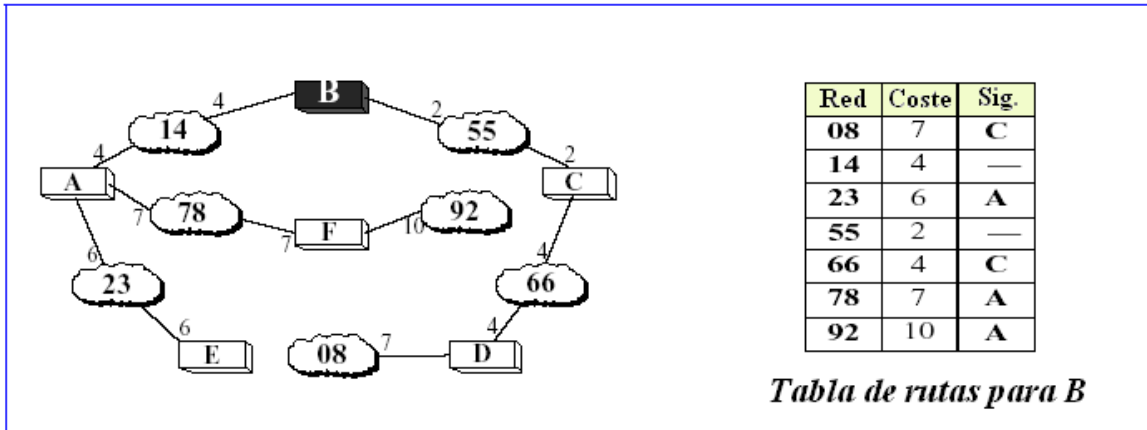 B
4
2
14
55
4
2
A
C
78
92
7
F
7
10
6
4
23
66
6
4
E
08
7
D
Red Coste Sig.
08 7 C
14 4 —
23 6 A
55 2 —
66 4 C
78 7 A
92 10 A
Tabla de rutas para B